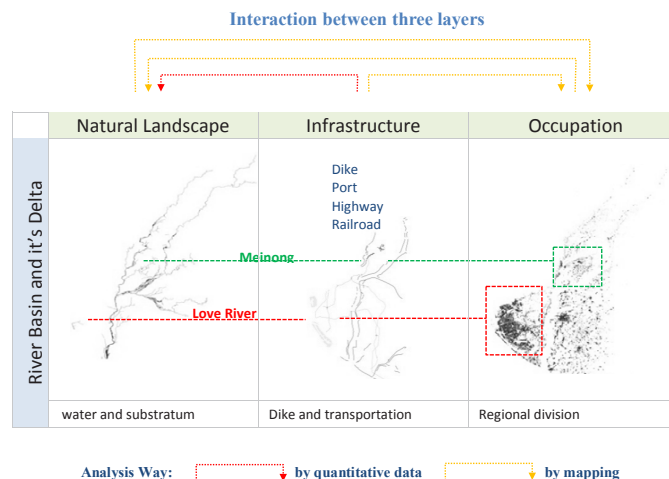 Interaction between three layers
Natural Landscape
Infrastructure
Occupation
River Basin and it's Delta
Dike
Port
Highway
Railroad
Meinong
Love River
water and substratum
Dike and transportation
Regional division
Analysis Way: by quantitative data by mapping